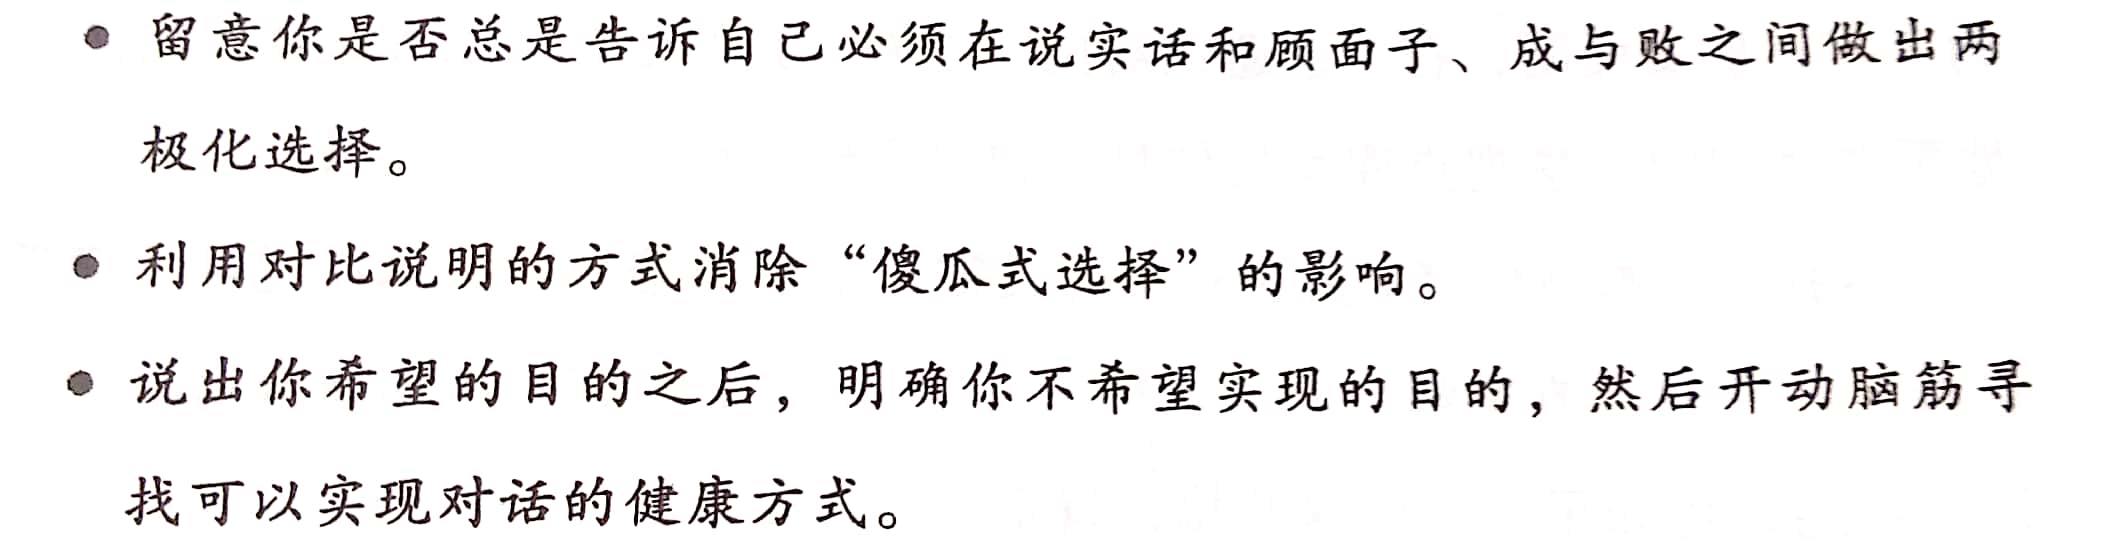 • 留意你是否总是告诉自己必须在说实话和顾面子、成与败之间做出两
极化选择。
• 利用对比说明的方式消除“傻瓜式选择”的影响。
• 说出你希望的目的之后，明确你不希望实现的目的，然后开动脑筋寻
找可以实现对话的健康方式。